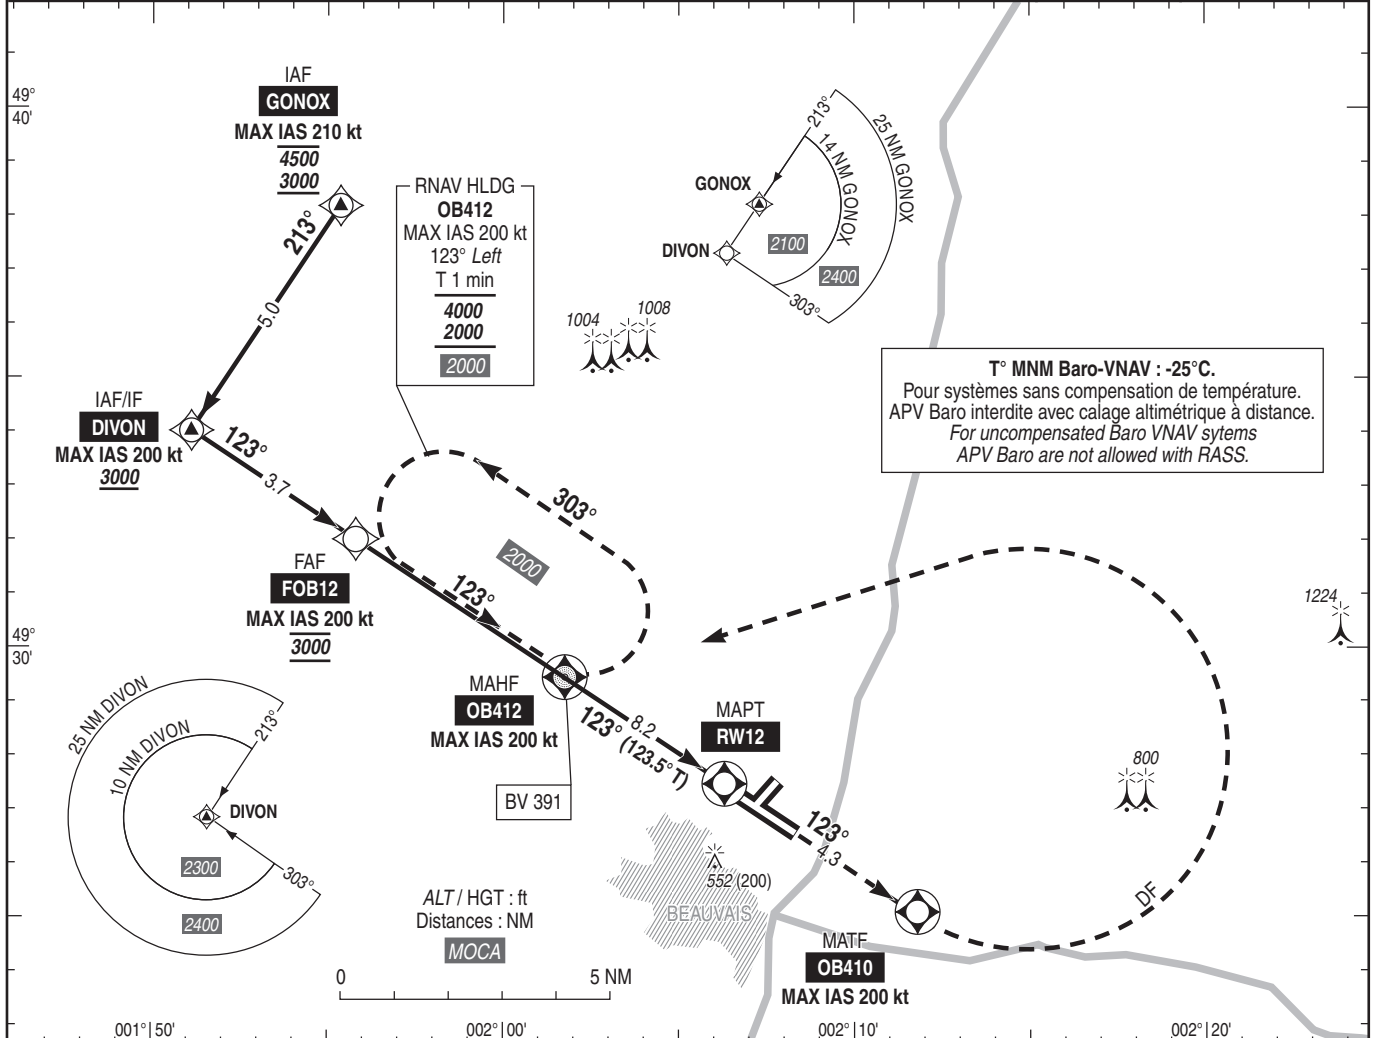 IAF
GONOX
MAX IAS 210 kt
4500
3000
49°
40'
213°
5.0
RNAV HLDG
OB412
MAX IAS 200 kt
123° Left
T 1 min
4000
2000
2000
213°
25 NM GONOX
14 NM GONOX
GONOX
DIVON
2100
2400
303°
1004
1008
T° MNM Baro-VNAV : -25°C.
Pour systèmes sans compensation de température.
APV Baro interdite avec calage altimétrique à distance.
For uncompensated Baro VNAV sytems
APV Baro are not allowed with RASS.
IAF/IF
DIVON
MAX IAS 200 kt
3000
123°
3.7
303°
2000
123°
FAF
FOB12
MAX IAS 200 kt
3000
49°
30'
1224
MAHF
OB412
MAX IAS 200 kt
8.2
123° (123.5°T)
MAPT
RW12
BV 391
25 NM DIVON
10 NM DIVON
213°
DIVON
303°
2300
2400
800
123°
4.3
552 (200)
BEAUVAIS
DF
ALT / HGT : ft
Distances : NM
MOCA
0
5 NM
MATF
OB410
MAX IAS 200 kt
001° 50'
002° 00'
002° 10'
002° 20'